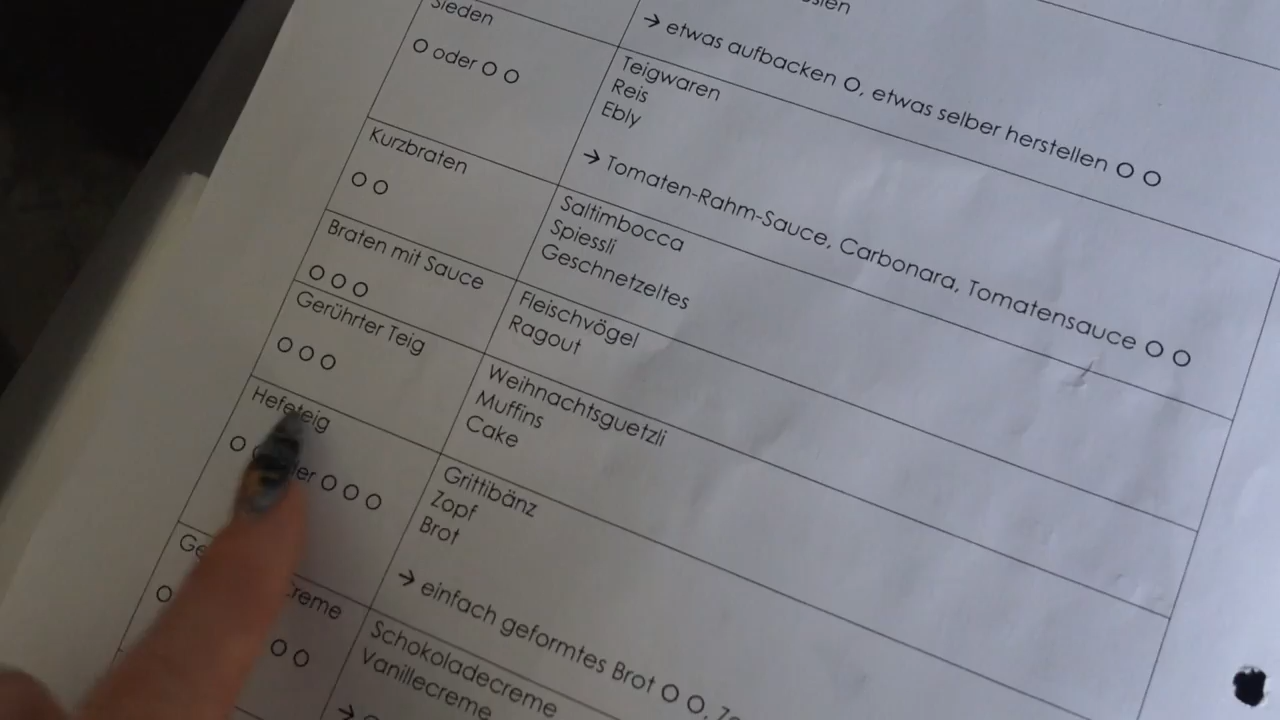 Sieden
O oder O O
→ etwas aufbacken O, etwas selber herstellen O O
Teigwaren
Reis
Ebly
→ Tomaten-Rahm-Sauce, Carbonara, Tomatensauce O O
Kurzbraten
O O
Saltimbocca
Spiessli
Geschnetzeltes
Braten mit Sauce
O O O
Fleischvögel
Ragout
Gerührter Teig
O O O
Weihnachtsguetzli
Muffins
Cake
Hefeteig
O O O O
Grittibänz
Zopf
Brot
→ einfach geformtes Brot O O,
O O O
Schokoladecreme
Vanillecreme
→